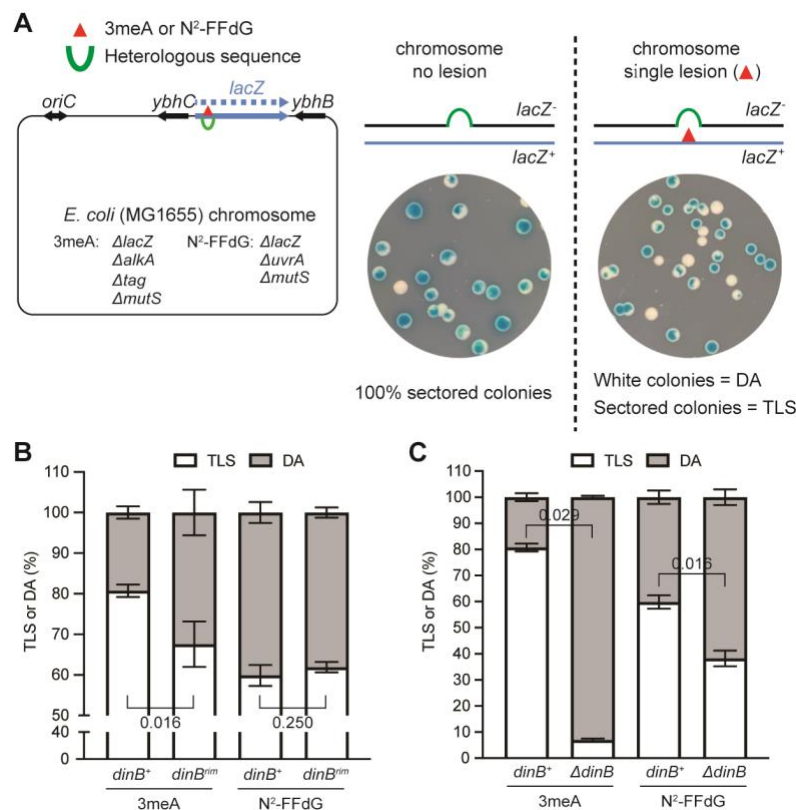 A
3meA or N²-FFdG
Heterologous sequence
oriC
ybhC
lacZ
ybhB
E. coli (MG1655) chromosome
3meA: ΔlacZ N²-FFdG: ΔlacZ
ΔalkA ΔuvrA
Δtag ΔmutS
ΔmutS
chromosome
no lesion
lacZ⁻
lacZ⁺
100% sectored colonies
chromosome
single lesion (▲)
lacZ⁻
lacZ⁺
White colonies = DA
Sectored colonies = TLS
B
TLS DA
TLS or DA (%)
110
100
90
80
70
60
50
40
0
0.016
0.250
dinB⁺ dinBʳⁱᵐ dinB⁺ dinBʳⁱᵐ
3meA N²-FFdG
C
TLS DA
TLS or DA (%)
110
100
90
80
70
60
50
40
30
20
10
0
0.029
0.016
dinB⁺ ΔdinB dinB⁺ ΔdinB
3meA N²-FFdG